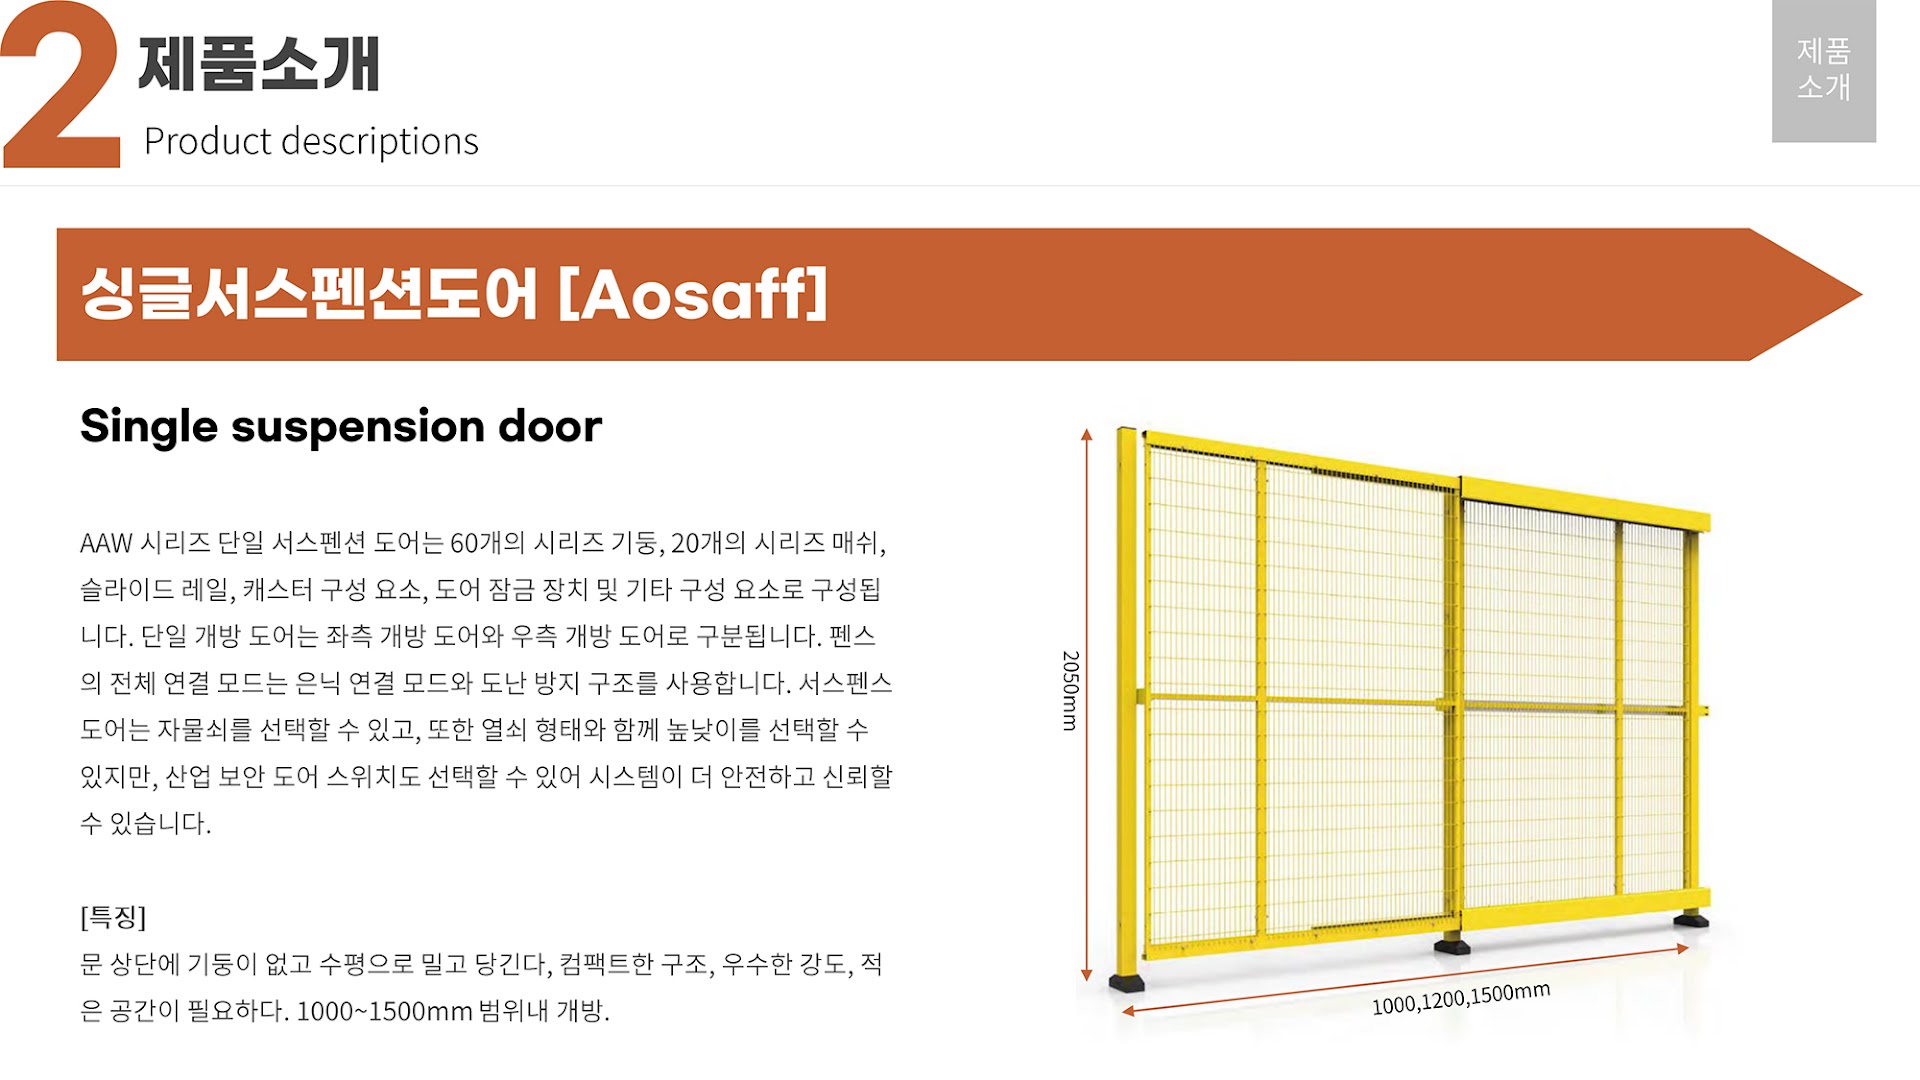 2
제품소개
Product descriptions
제품
소개
싱글서스펜션도어 [Aosaff]
Single suspension door
AAW 시리즈 단일 서스펜션 도어는 60개의 시리즈 기둥, 20개의 시리즈 매쉬,
슬라이드 레일, 캐스터 구성 요소, 도어 잠금 장치 및 기타 구성 요소로 구성됩
니다. 단일 개방 도어는 좌측 개방 도어와 우측 개방 도어로 구분됩니다. 펜스
의 전체 연결 모드는 은닉 연결 모드와 도난 방지 구조를 사용합니다. 서스펜스
도어는 자물쇠를 선택할 수 있고, 또한 열쇠 형태와 함께 높낮이를 선택할 수
있지만, 산업 보안 도어 스위치도 선택할 수 있어 시스템이 더 안전하고 신뢰할
수 있습니다.
[특징]
문 상단에 기둥이 없고 수평으로 밀고 당긴다, 컴팩트한 구조, 우수한 강도, 적
은 공간이 필요하다. 1000~1500mm 범위내 개방.
2050mm
1000,1200,1500mm